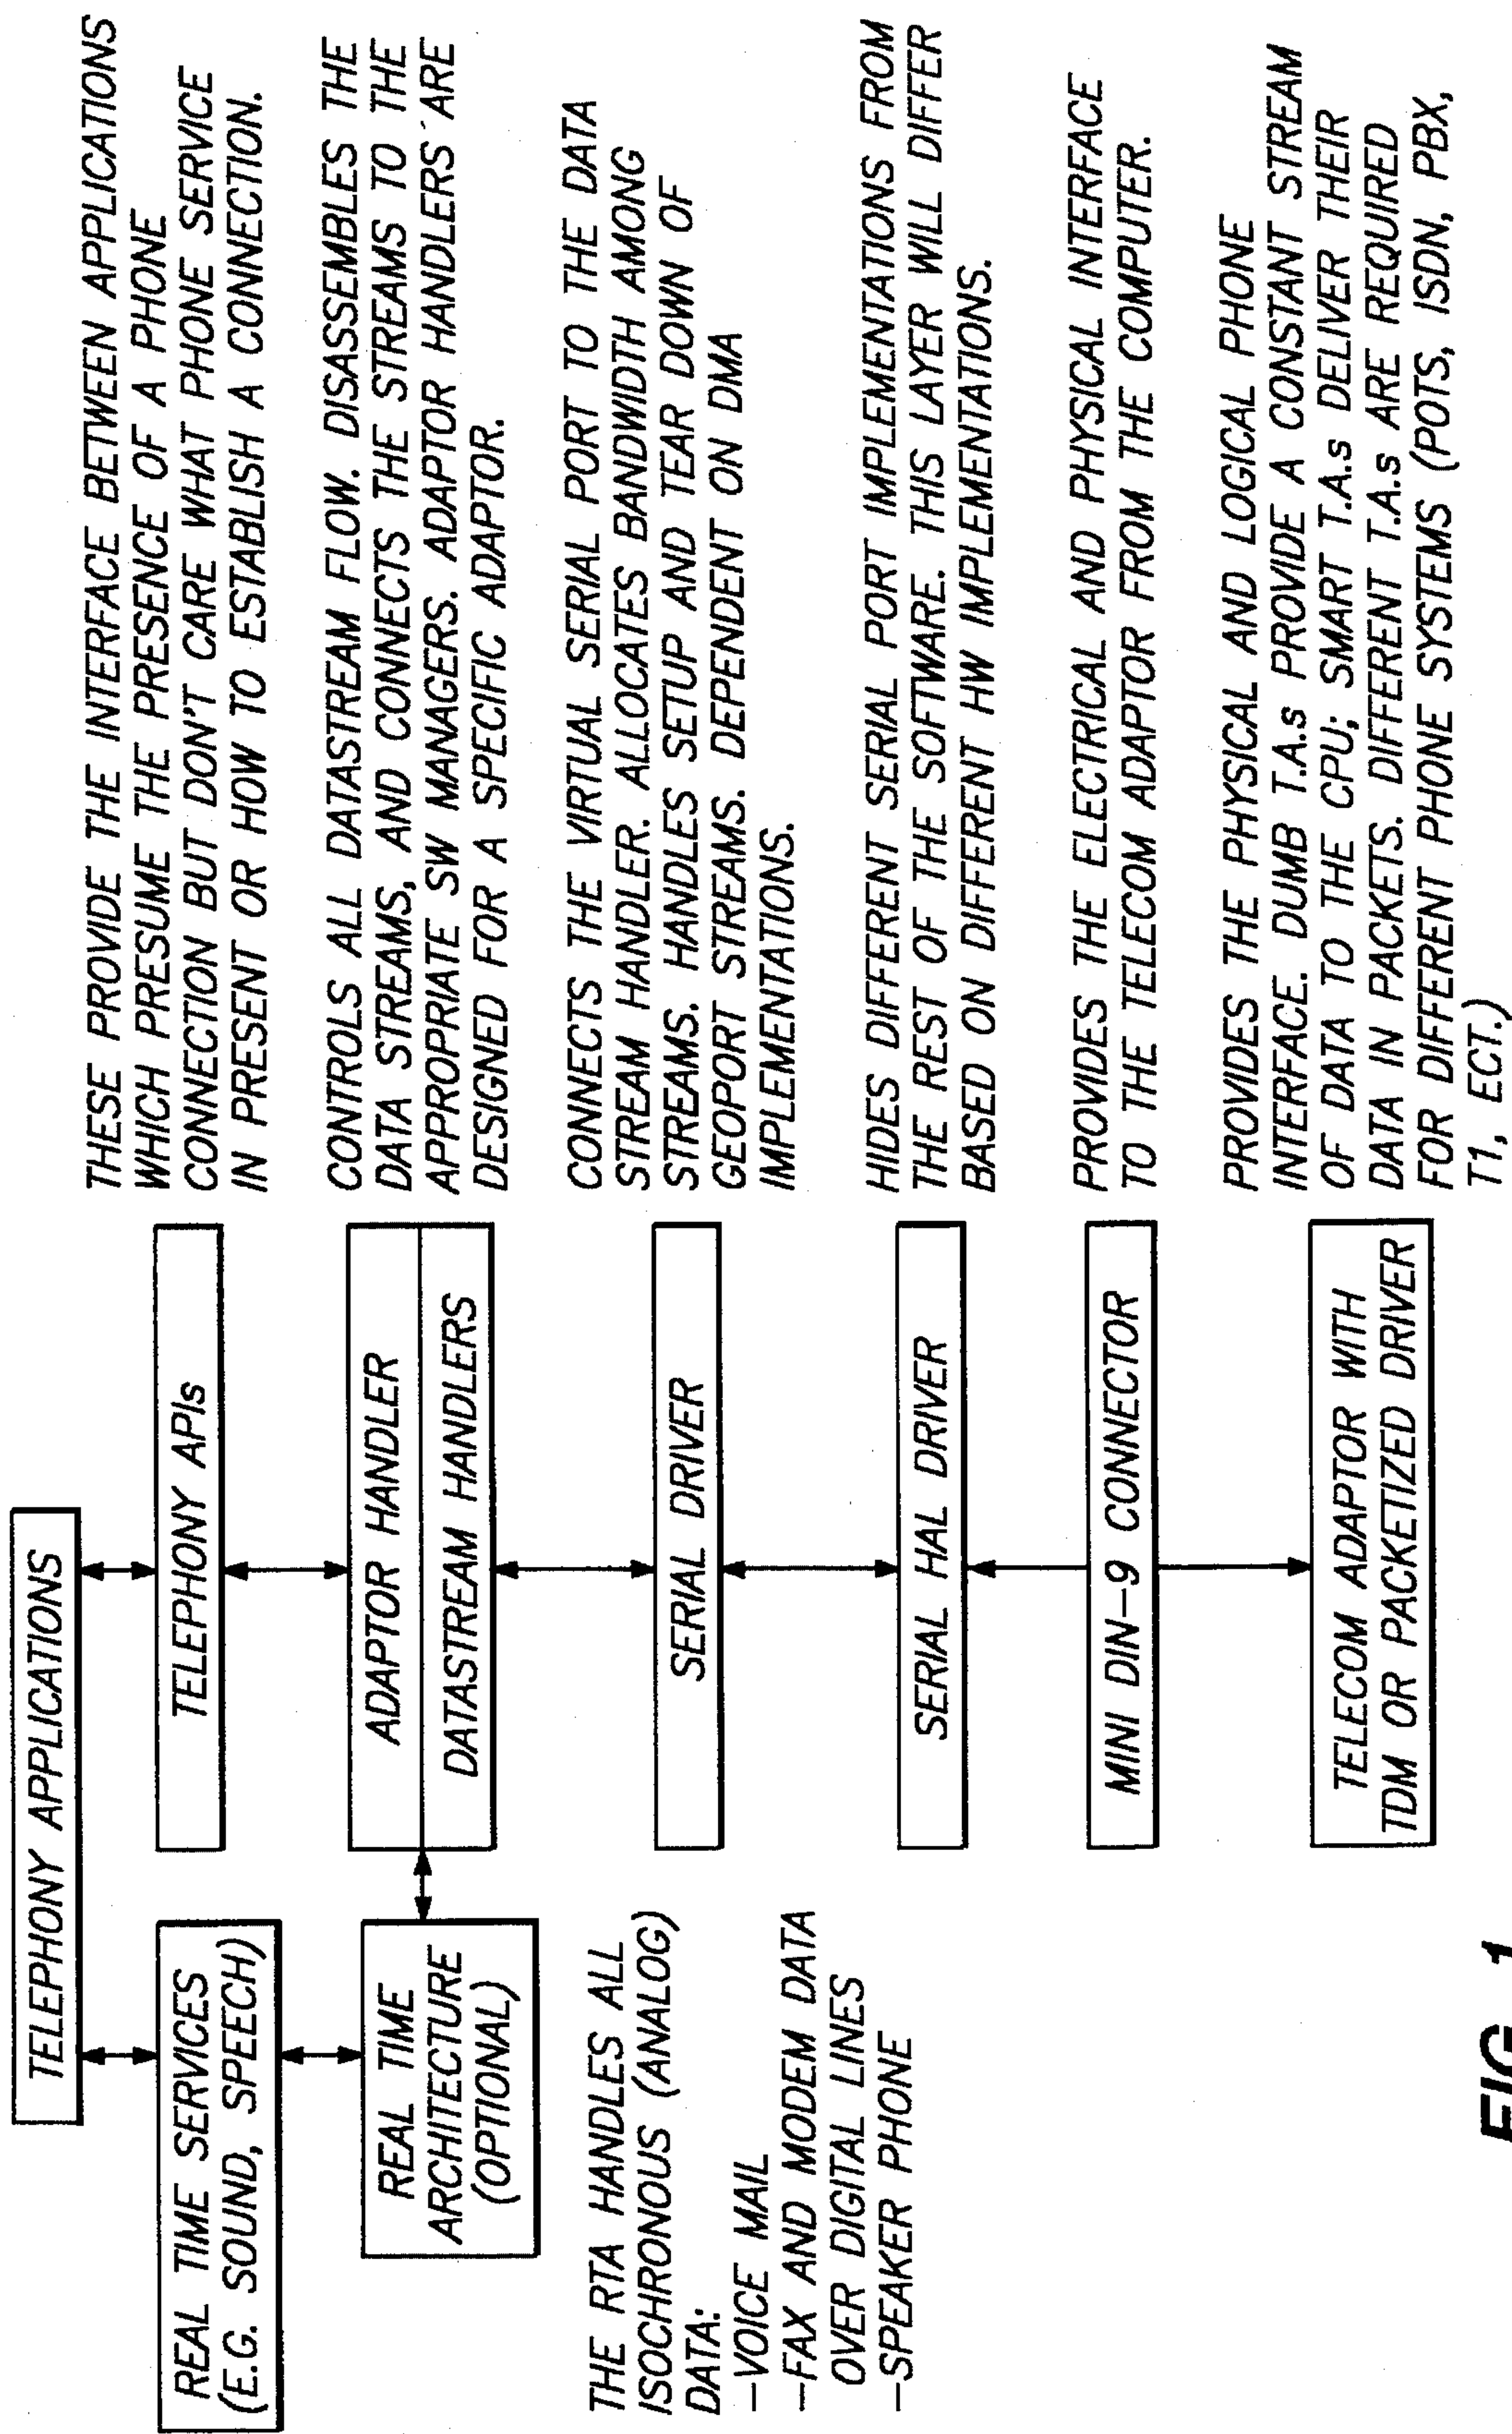 TELEPHONY APPLICATIONS
REAL TIME SERVICES
(E.G. SOUND, SPEECH)
TELEPHONY APIs
THESE PROVIDE THE INTERFACE BETWEEN APPLICATIONS
WHICH PRESUME THE PRESENCE OF A PHONE
CONNECTION BUT DON'T CARE WHAT PHONE SERVICE
IN PRESENT OR HOW TO ESTABLISH A CONNECTION.
REAL TIME
ARCHITECTURE
(OPTIONAL)
ADAPTOR HANDLER
DATASTREAM HANDLERS
CONTROLS ALL DATASTREAM FLOW. DISASSEMBLES THE
DATA STREAMS, AND CONNECTS THE STREAMS TO THE
APPROPRIATE SW MANAGERS. ADAPTOR HANDLERS ARE
DESIGNED FOR A SPECIFIC ADAPTOR.
THE RTA HANDLES ALL
ISOCHRONOUS (ANALOG)
DATA:
-VOICE MAIL
-FAX AND MODEM DATA
OVER DIGITAL LINES
-SPEAKER PHONE
SERIAL DRIVER
CONNECTS THE VIRTUAL SERIAL PORT TO THE DATA
STREAM HANDLER. ALLOCATES BANDWIDTH AMONG
STREAMS. HANDLES SETUP AND TEAR DOWN OF
GEOPORT STREAMS. DEPENDENT ON DMA
IMPLEMENTATIONS.
SERIAL HAL DRIVER
HIDES DIFFERENT SERIAL PORT IMPLEMENTATIONS FROM
THE REST OF THE SOFTWARE. THIS LAYER WILL DIFFER
BASED ON DIFFERENT HW IMPLEMENTATIONS.
MINI DIN-9 CONNECTOR
PROVIDES THE ELECTRICAL AND PHYSICAL INTERFACE
TO THE TELECOM ADAPTOR FROM THE COMPUTER.
TELECOM ADAPTOR WITH
TDM OR PACKETIZED DRIVER
PROVIDES THE PHYSICAL AND LOGICAL PHONE
INTERFACE. DUMB T.A.s PROVIDE A CONSTANT STREAM
OF DATA TO THE CPU; SMART T.A.s DELIVER THEIR
DATA IN PACKETS. DIFFERENT T.A.s ARE REQUIRED
FOR DIFFERENT PHONE SYSTEMS (POTS, ISDN, PBX,
T1, ECT.)
FIG_1